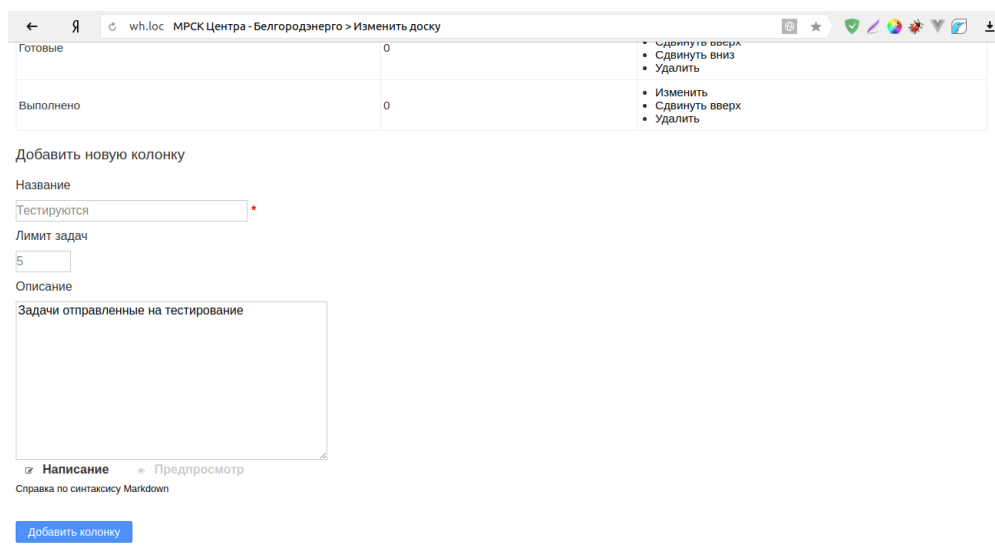 Я wh.loc МРСК Центра - Белгородэнерго > Изменить доску
Готовые 0
Сдвинуть вверх
Сдвинуть вниз
Удалить
Выполнено 0
Изменить
Сдвинуть вверх
Удалить
Добавить новую колонку
Название
Тестируются *
Лимит задач
5
Описание
Задачи отправленные на тестирование
Написание Предпросмотр
Справка по синтаксису Markdown
Добавить колонку